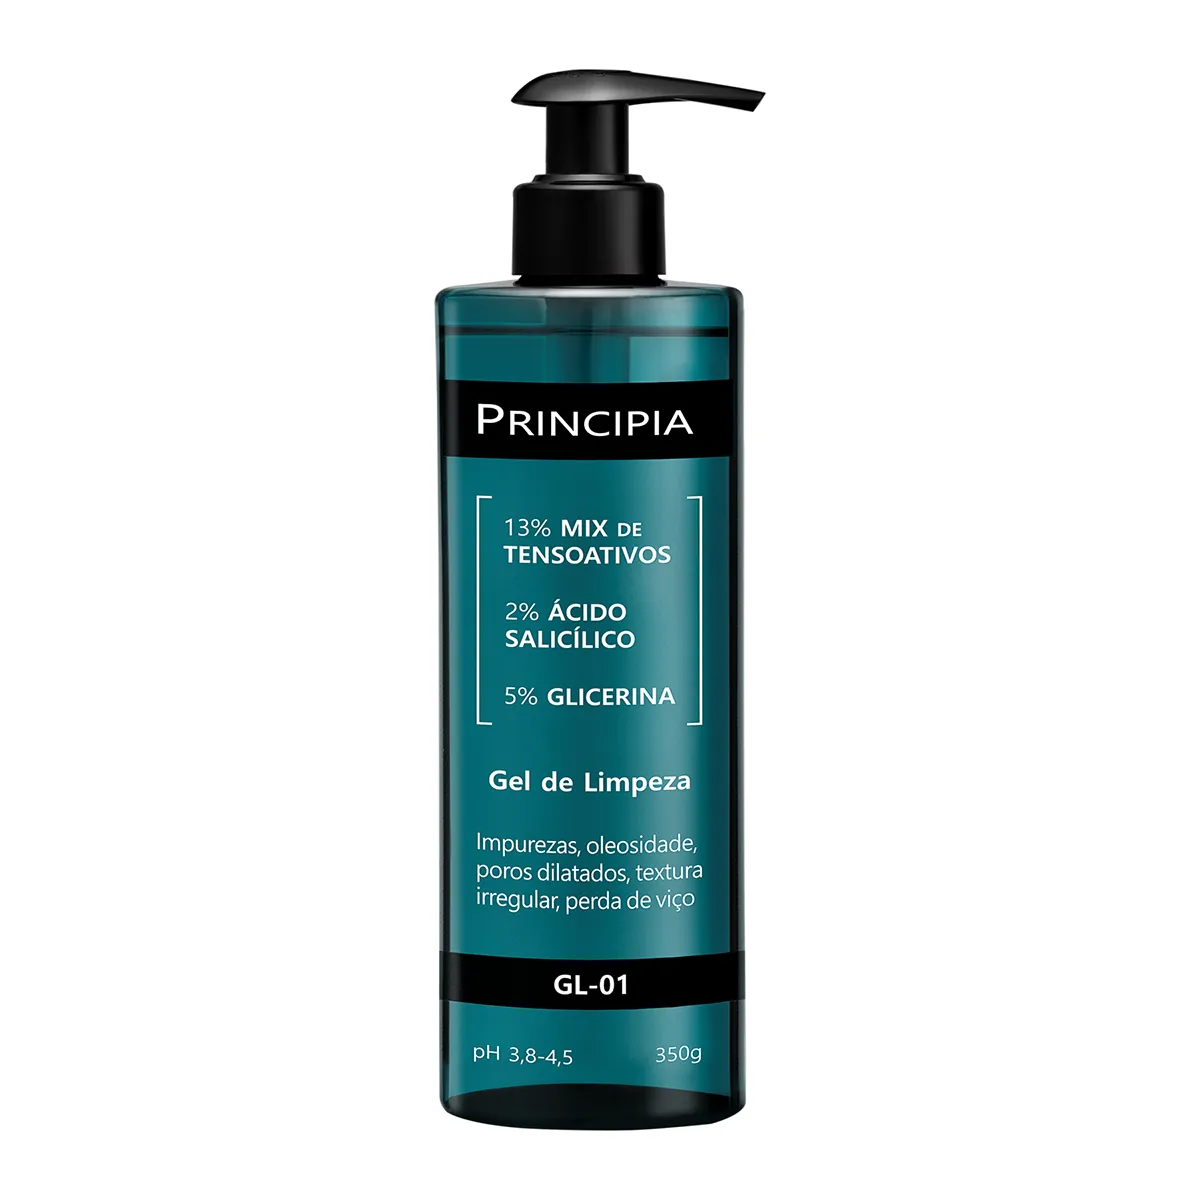 PRINCIPIA
13% MIX DE
TENSOATIVOS
2% ÁCIDO
SALICÍLICO
5% GLICERINA
Gel de Limpeza
Impurezas, oleosidade,
poros dilatados, textura
irregular, perda de viço
GL-01
pH 3,8-4,5 350g